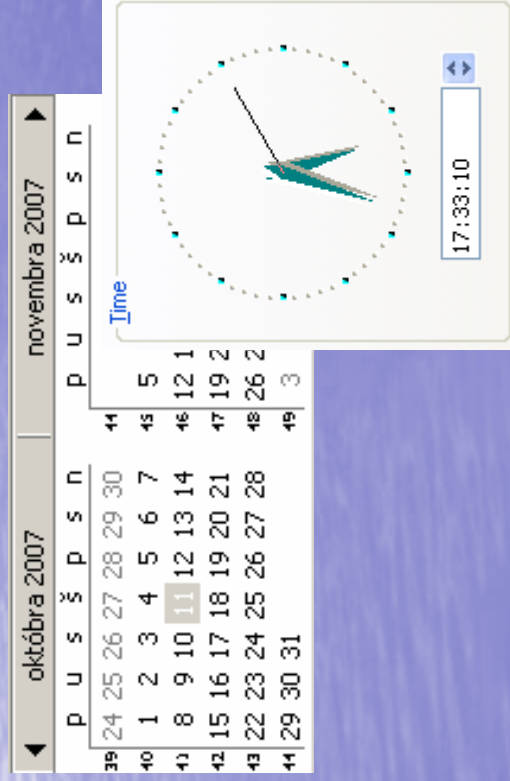 októbra 2007 novembra 2007
p u s š p s n p u s š p s n
39 24 25 26 27 28 29 30 44
40 1 2 3 4 5 6 7 45 5
41 8 9 10 11 12 13 14 46 12 1
42 15 16 17 18 19 20 21 47 19 2
43 22 23 24 25 26 27 28 48 26 2
44 29 30 31 49 3
Time
17:33:10